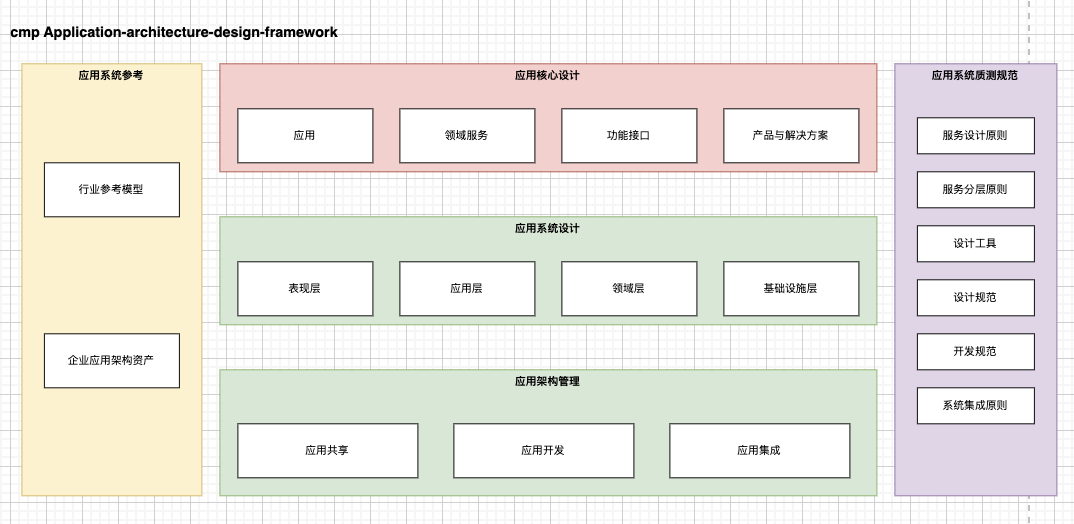 cmp Application-architecture-design-framework
应用系统参考
行业参考模型
企业应用架构资产
应用核心设计
应用
领域服务
功能接口
产品与解决方案
应用系统设计
表现层
应用层
领域层
基础设施层
应用架构管理
应用共享
应用开发
应用集成
应用系统质测规范
服务设计原则
服务分层原则
设计工具
设计规范
开发规范
系统集成原则